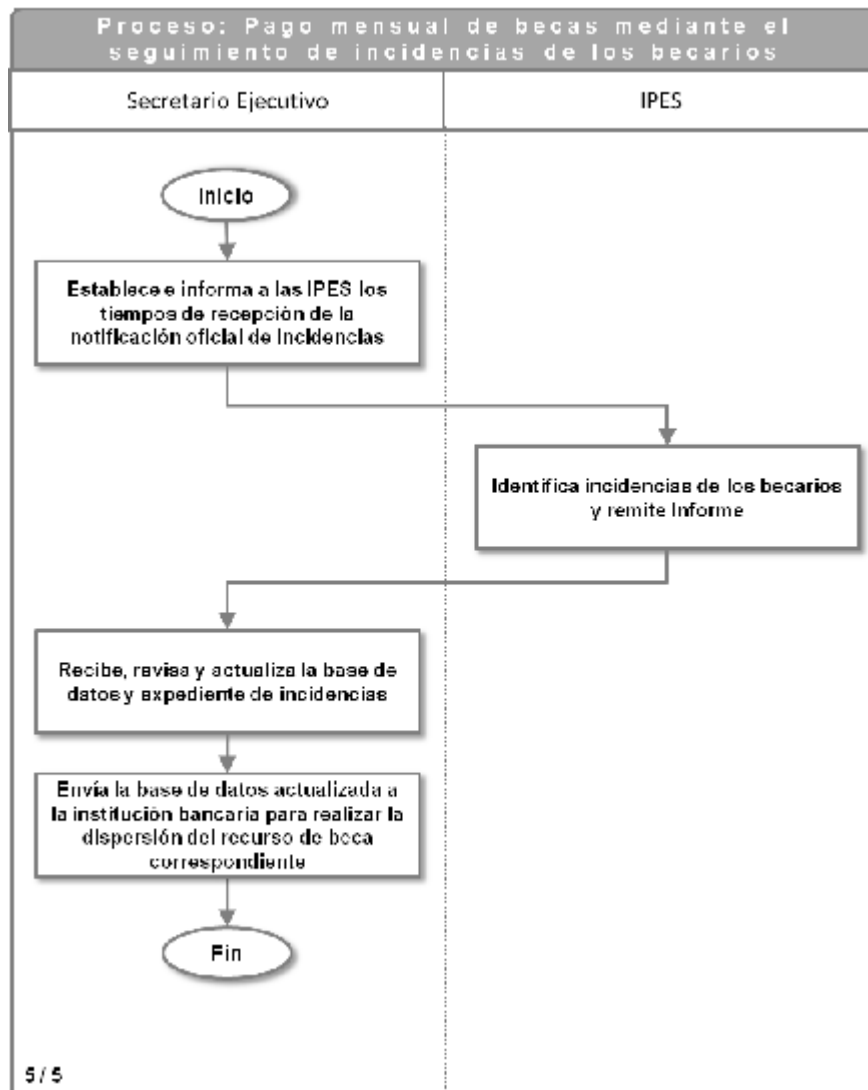 Proceso: Pago mensual de becas mediante el
seguimiento de incidencias de los becarios
Secretario Ejecutivo
IPES
Inicio
Establece e informa a las IPES los
tiempos de recepción de la
notificación oficial de incidencias
Identifica incidencias de los becarios
y remite informe
Recibe, revisa y actualiza la base de
datos y expediente de incidencias
Envía la base de datos actualizada a
la institución bancaria para realizar la
dispersión del recurso de beca
correspondiente
Fin
5 / 5